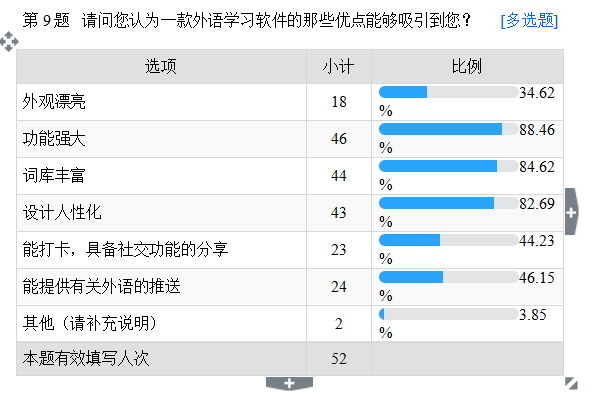 第 9 题 请问您认为一款外语学习软件的那些优点能够吸引到您？ [多选题]
选项 小计 比例
外观漂亮 18 34.62
%
功能强大 46 88.46
%
词库丰富 44 84.62
%
设计人性化 43 82.69
%
能打卡，具备社交功能的分享 23 44.23
%
能提供有关外语的推送 24 46.15
%
其他（请补充说明） 2 3.85
%
本题有效填写人次 52